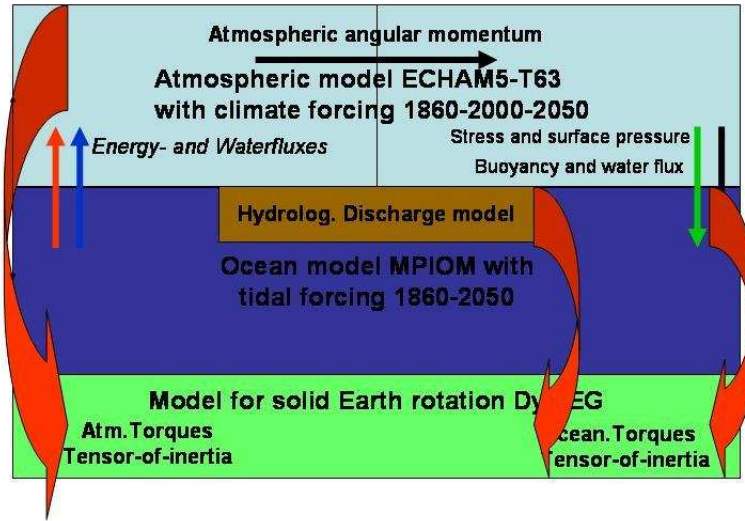 Atmospheric angular momentum
Atmospheric model ECHAM5-T63
with climate forcing 1860-2000-2050
Energy- and Waterfluxes
Stress and surface pressure
Buoyancy and water flux
Hydrolog. Discharge model
Ocean model MPIOM with
tidal forcing 1860-2050
Model for solid Earth rotation
Atm.Torques
Tensor-of-inertia
cean.Torques
Tensor-of-inertia